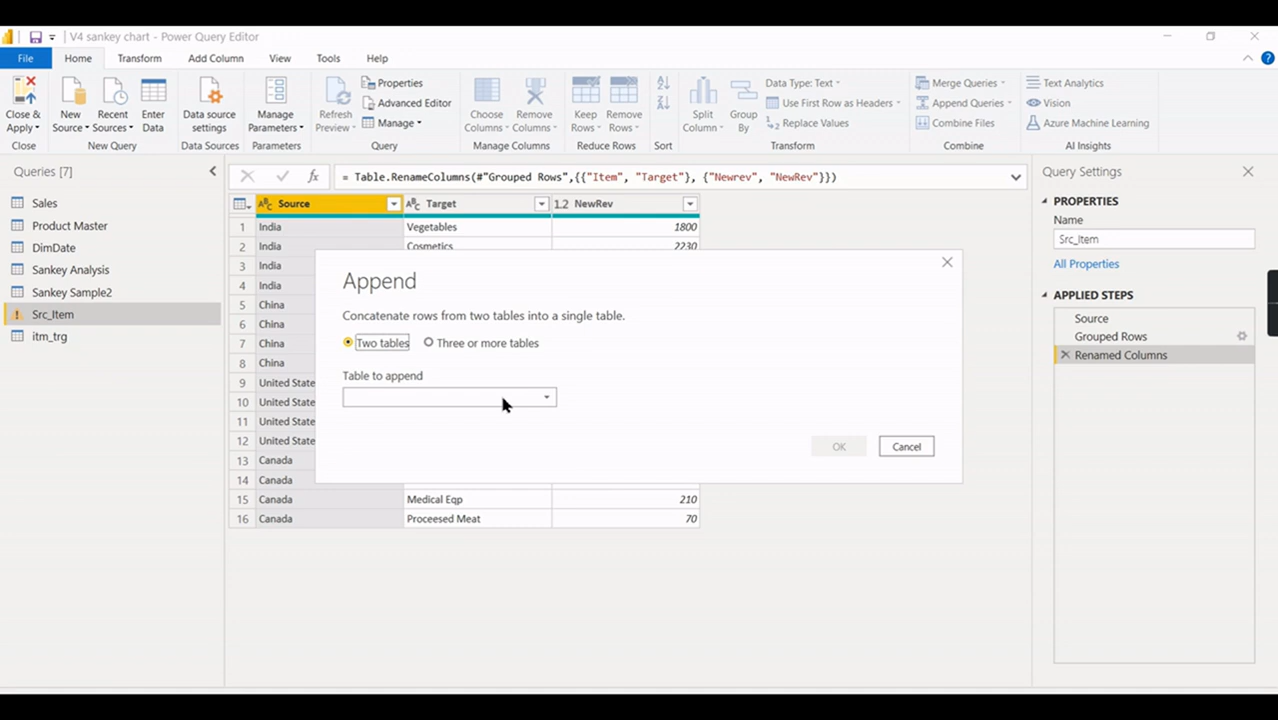 V4 sankey chart - Power Query Editor
File Home Transform Add Column View Tools Help
Close & Apply
New Source
Recent Sources
Enter Data
Data source settings
Manage Parameters
Refresh Preview
Properties
Advanced Editor
Manage
Choose Columns
Remove Columns
Keep Rows
Remove Rows
Split Column
Group By
Data Type: Text
Use First Row as Headers
Replace Values
Merge Queries
Append Queries
Combine Files
Text Analytics
Vision
Azure Machine Learning
Close New Query Data Sources Parameters Query Manage Columns Reduce Rows Sort Transform Combine AI Insights
Queries [7]
Sales
Product Master
DimDate
Sankey Analysis
Sankey Sample2
Src_Item
itm_trg
fx = Table.RenameColumns(#"Grouped Rows",{{"Item", "Target"}, {"Newrev", "NewRev"}})
ABC Source ABC Target 1.2 NewRev
1 India Vegetables 1800
2 India Cosmetics 2230
3 India
4 India
5 China
6 China
7 China
8 China
9 United State
10 United State
11 United State
12 United State
13 Canada
14 Canada
15 Canada Medical Eqp 210
16 Canada Proceesed Meat 70
Append
Concatenate rows from two tables into a single table.
Two tables Three or more tables
Table to append
OK Cancel
Query Settings
PROPERTIES
Name
Src_Item
All Properties
APPLIED STEPS
Source
Grouped Rows
Renamed Columns